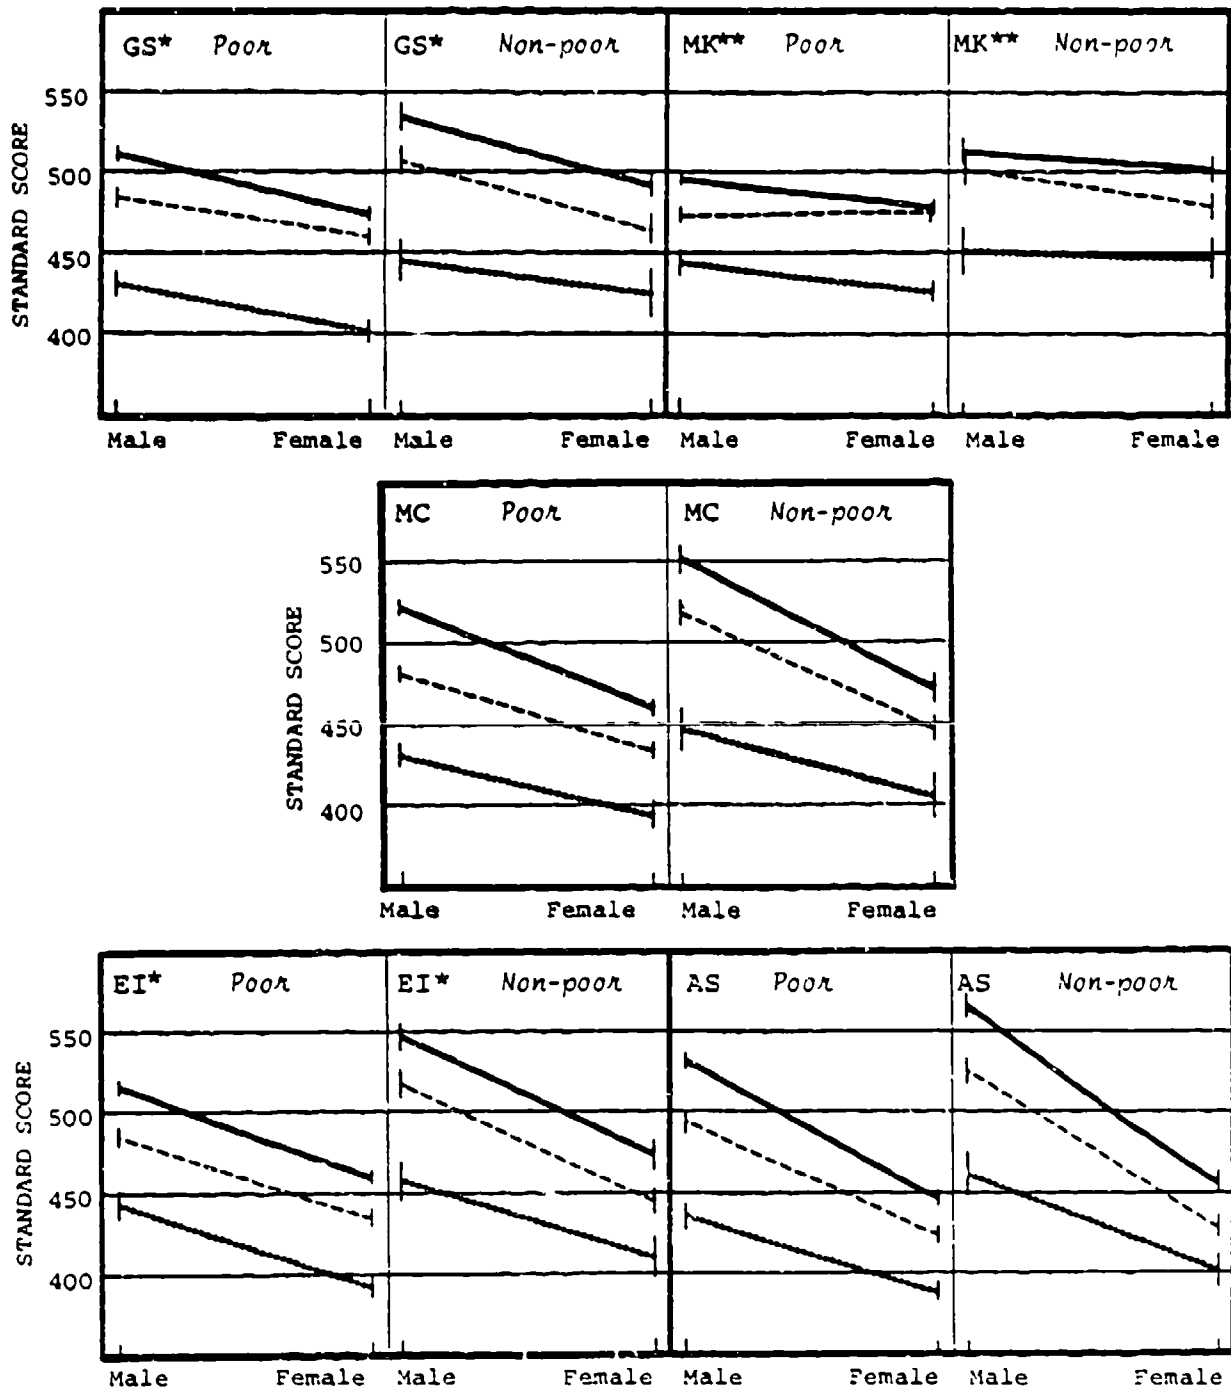 GS* Poor GS* Non-poor MK** Poor MK** Non-poor
550
500
450
400
STANDARD SCORE
Male Female Male Female Male Female Male Female
MC Poor MC Non-poor
550
500
450
400
STANDARD SCORE
Male Female Male Female
EI* Poor EI* Non-poor AS Poor AS Non-poor
550
500
450
400
STANDARD SCORE
Male Female Male Female Male Female Male Female